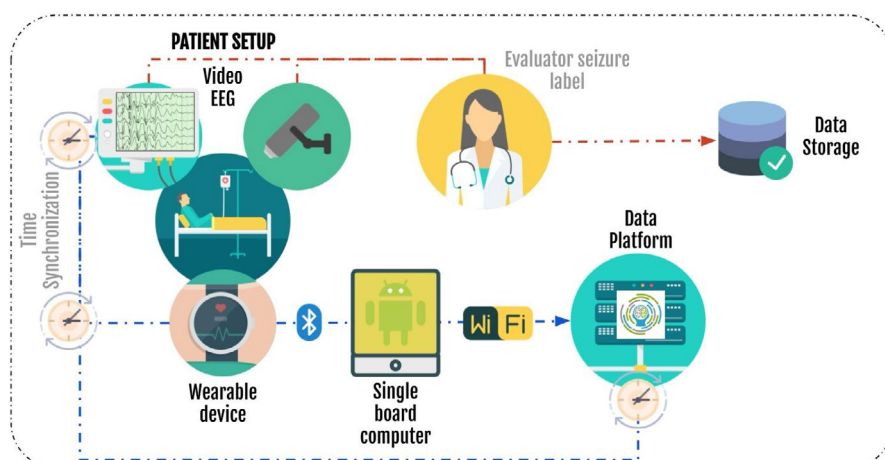 PATIENT SETUP
Video
EEG
Evaluator seizure
label
Data
Storage
Time
Synchronization
Data
Platform
Wi Fi
Wearable
device
Single
board
computer